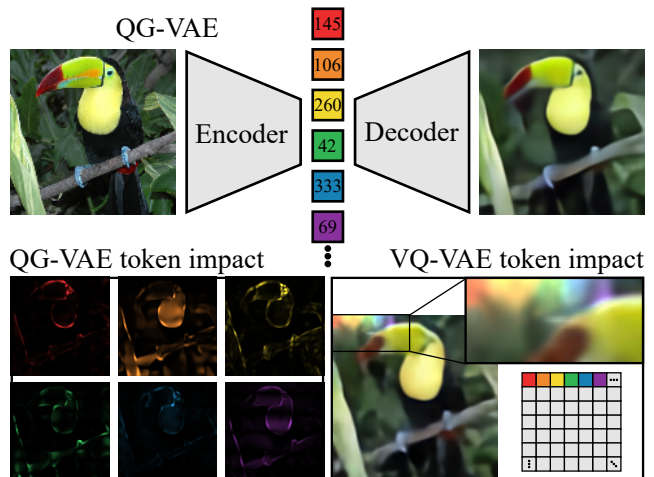 QG-VAE
145
106
260
42
333
69
Encoder
Decoder
QG-VAE token impact
VQ-VAE token impact